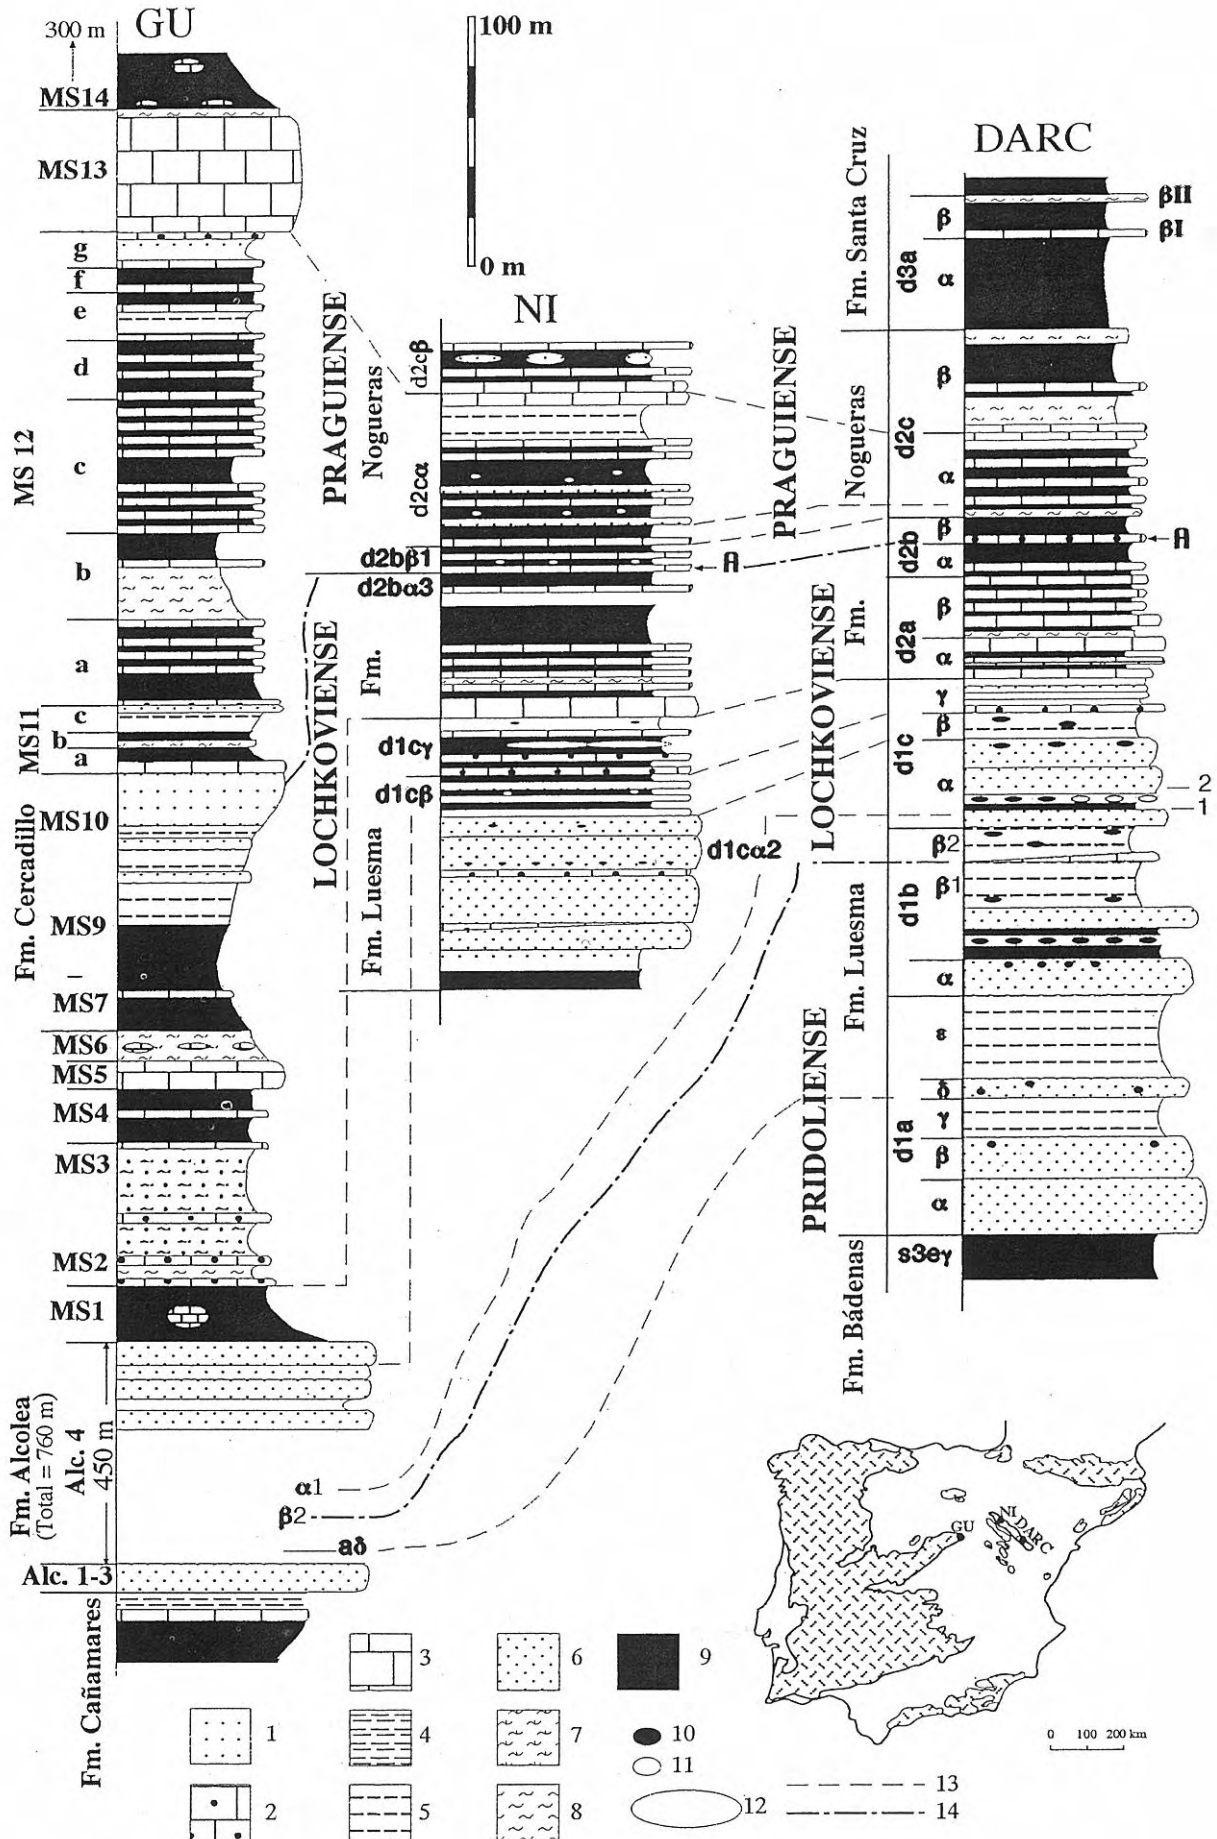 GU
300 m
MS14
MS13
g
f
e
d
c
b
a
MS 12
c
b
a
MS11
MS10
MS9
MS7
MS6
MS5
MS4
MS3
MS2
MS1
Fm. Cercadillo
Fm. Alcolea
(Total = 760 m)
Alc. 4
450 m
Alc. 1-3
Fm. Cañamares
α1
β2
aδ
100 m
0 m
NI
PRAGUIENSE
LOCHKOVIENSE
Nogueras
Fm.
Fm. Luesma
d2cβ
d2cα
d2bβ1
d2bα3
d1cγ
d1cβ
d1cα2
A
DARC
PRAGUIENSE
LOCHKOVIENSE
PRIDOLIENSE
Fm. Santa Cruz
Nogueras
Fm.
Fm. Luesma
Fm. Bádenas
d3a
β
α
βII
βI
d2c
β
α
d2b
β
α
A
d2a
β
α
d1c
γ
β
α
2
1
d1b
β2
β1
α
d1a
ε
δ
γ
β
α
s3eγ
GU
NI
DARC
0 100 200 km
1
2
3
4
5
6
7
8
9
10
11
12
13
14